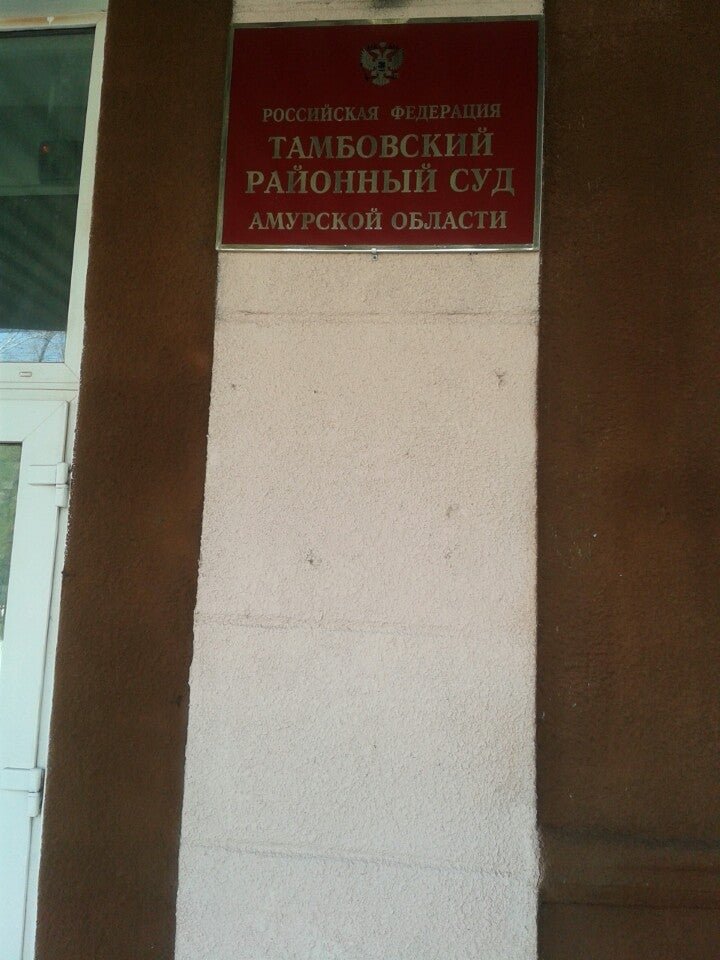 РОССИЙСКАЯ ФЕДЕРАЦИЯ
ТАМБОВСКИЙ
РАЙОННЫЙ СУД
АМУРСКОЙ ОБЛАСТИ